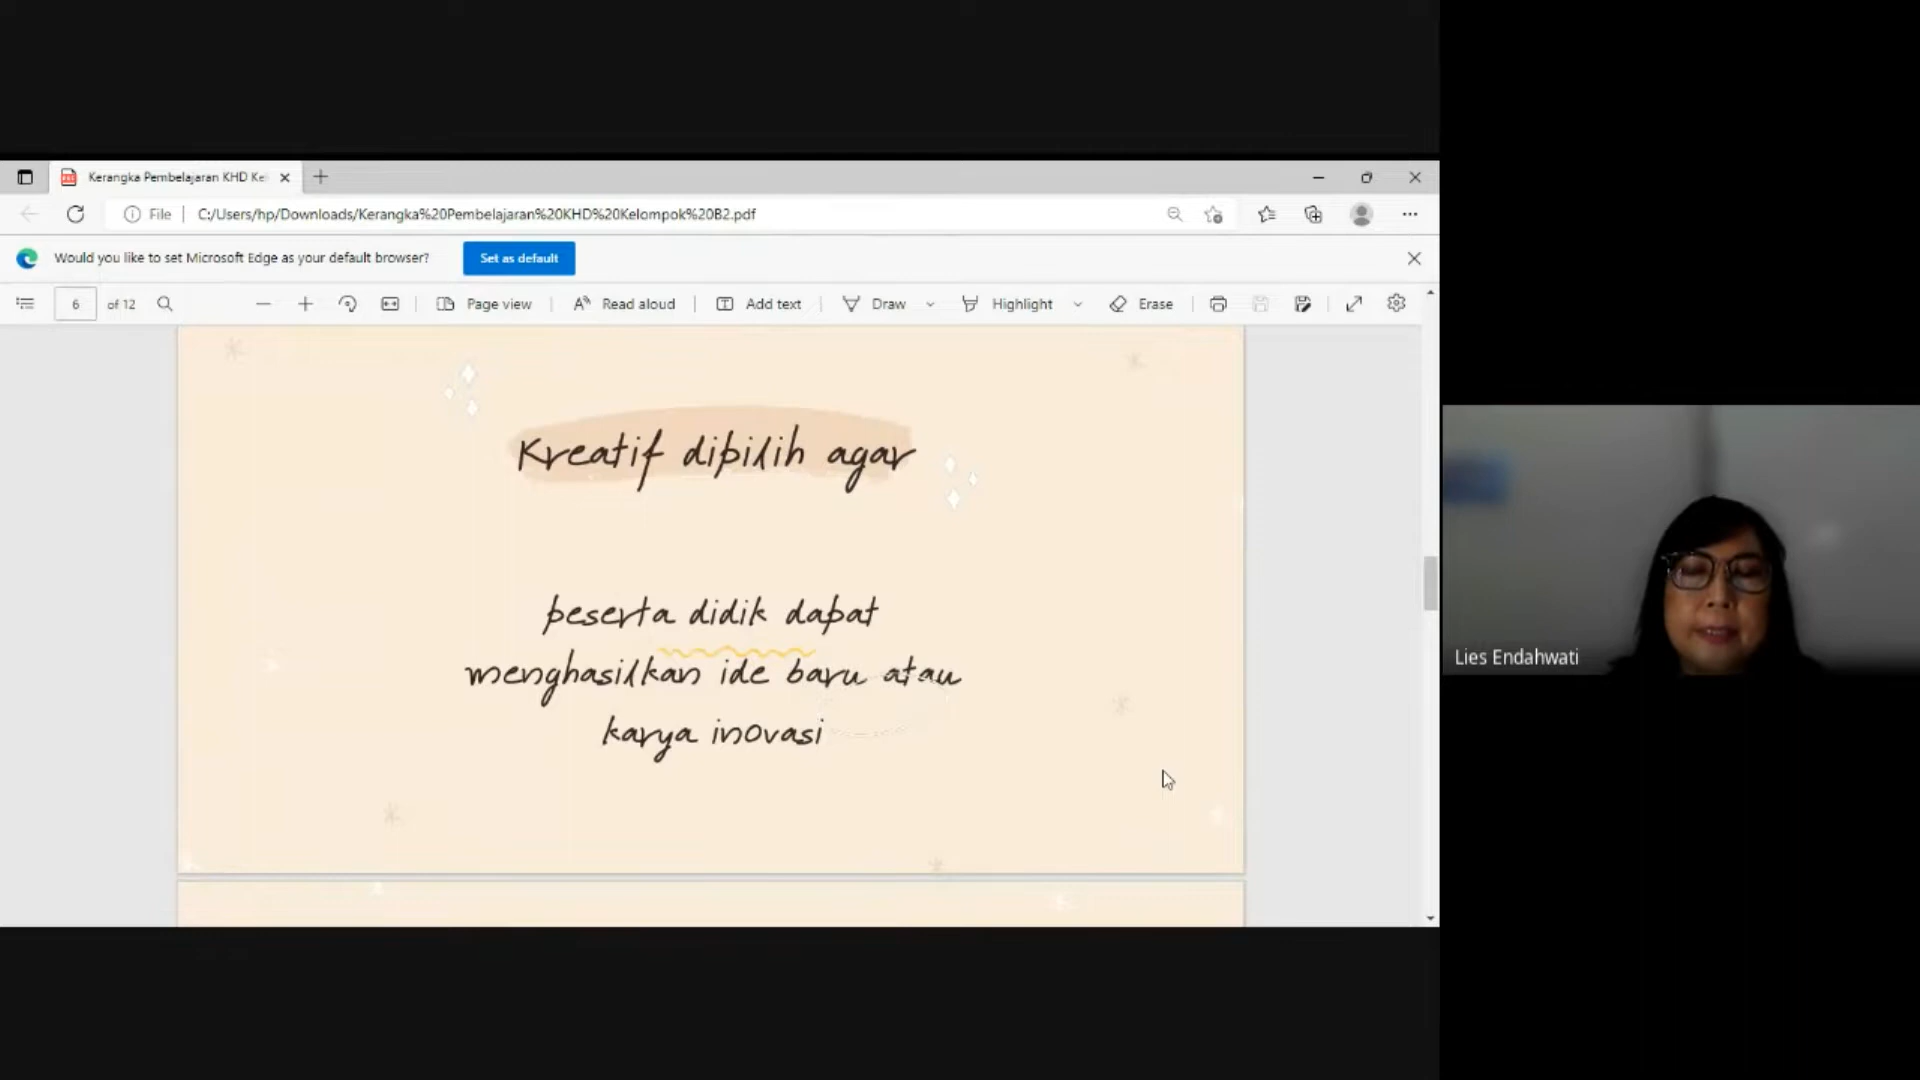 Kerangka Pembelajaran KHD Ke
File
C:/Users/hp/Downloads/Kerangka%20Pembelajaran%20KHD%20Kelompok%20B2.pdf
Would you like to set Microsoft Edge as your default browser?
Set as default
6 of 12
Page view
Read aloud
Add text
Draw
Highlight
Erase
Kreatif dipilih agar
peserta didik dapat
menghasilkan ide baru atau
karya inovasi
Lies Endahwati